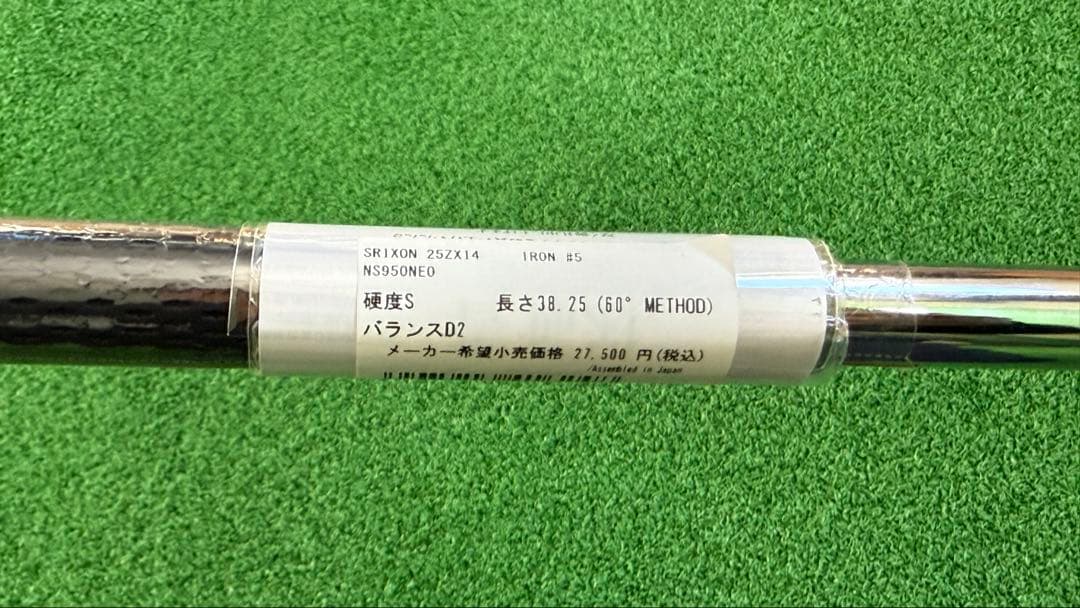 SRIXON 25ZX14 IRON #5
NS950NEO
硬度S 長さ38.25 (60° METHOD)
バランスD2
メーカー希望小売価格 27,500 円(税込)
/Assembled in Japan